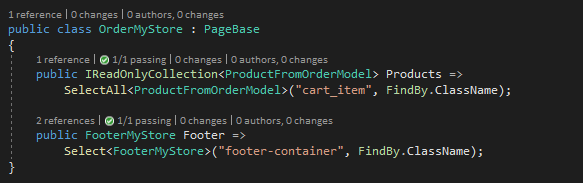 1 reference | 0 changes | 0 authors, 0 changes
public class OrderMyStore : PageBase
{
1 reference | 1/1 passing | 0 changes | 0 authors, 0 changes
public IReadOnlyCollection<ProductFromOrderModel> Products =>
SelectAll<ProductFromOrderModel>("cart_item", FindBy.ClassName);
2 references | 1/1 passing | 0 changes | 0 authors, 0 changes
public FooterMyStore Footer =>
Select<FooterMyStore>("footer-container", FindBy.ClassName);
}